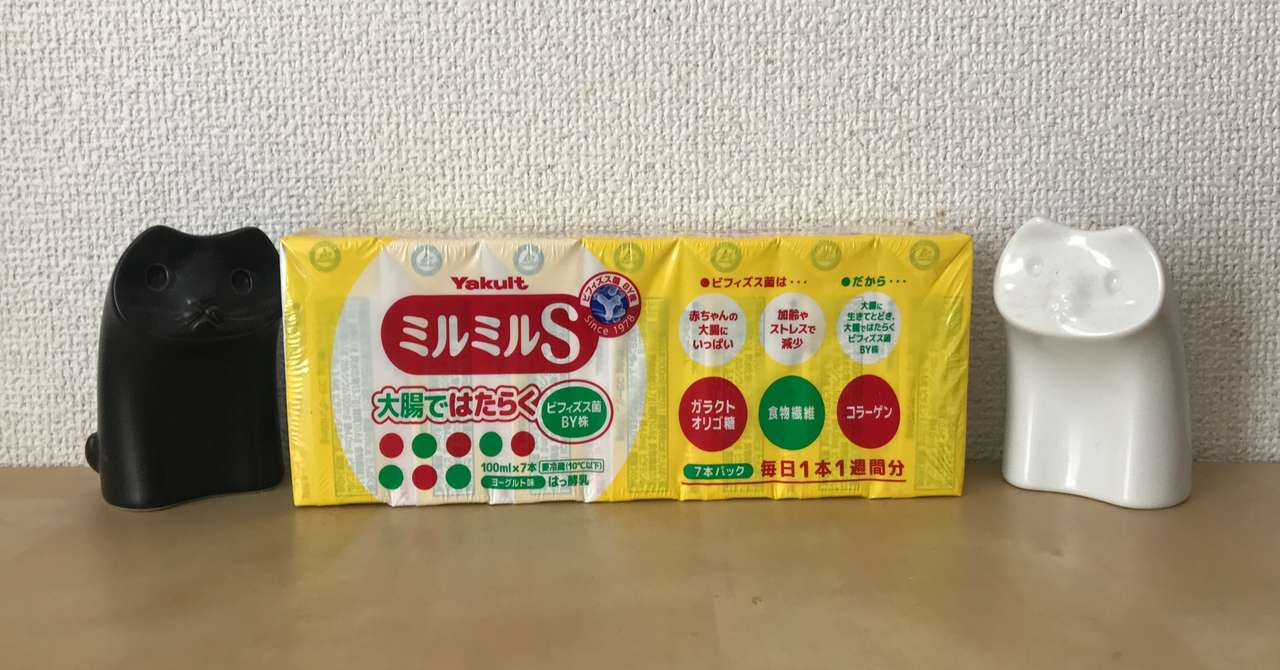 Yakult
ミルミルS
ビフィズス菌 BY株
Since 1978
大腸ではたらく
ビフィズス菌
BY株
100ml×7本 要冷蔵(10℃以下)
ヨーグルト味 はっ酵乳
●ビフィズス菌は・・・
赤ちゃんの
大腸に
いっぱい
加齢や
ストレスで
減少
●だから・・・
大腸に
生きてとどき、
大腸ではたらく
ビフィズス菌
BY株
ガラクト
オリゴ糖
食物繊維
コラーゲン
7本パック 毎日1本1週間分